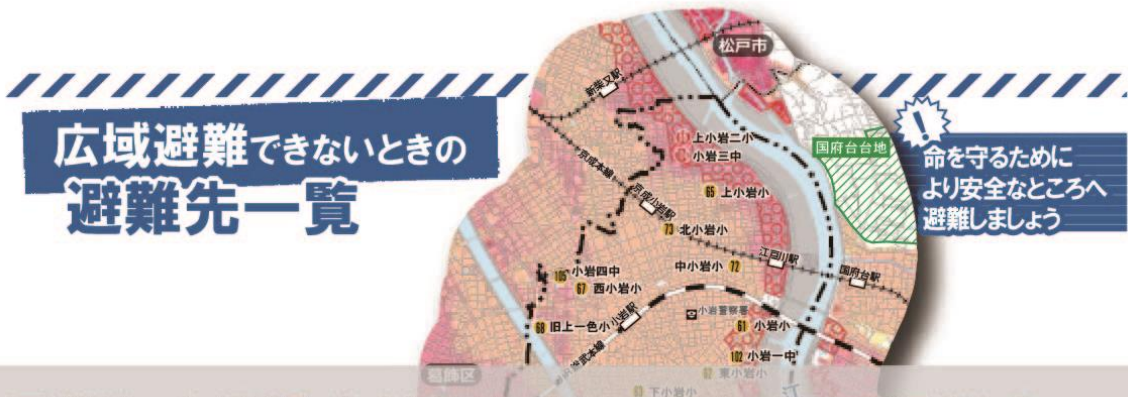 広域避難できないときの
避難先一覧
!
命を守るために
より安全なところへ
避難しましょう
松戸市
新柴又駅
上小岩二小
小岩三中
国府台台地
京成本線
65 上小岩小
京成小岩駅
73 北小岩小
江戸川駅
中小岩小 72
国府台駅
105 小岩四中
67 西小岩小
小岩警察署
68 旧上一色小
小岩駅
61 小岩小
総武本線
102 小岩一中
葛飾区
62 東小岩小
下小岩小
江